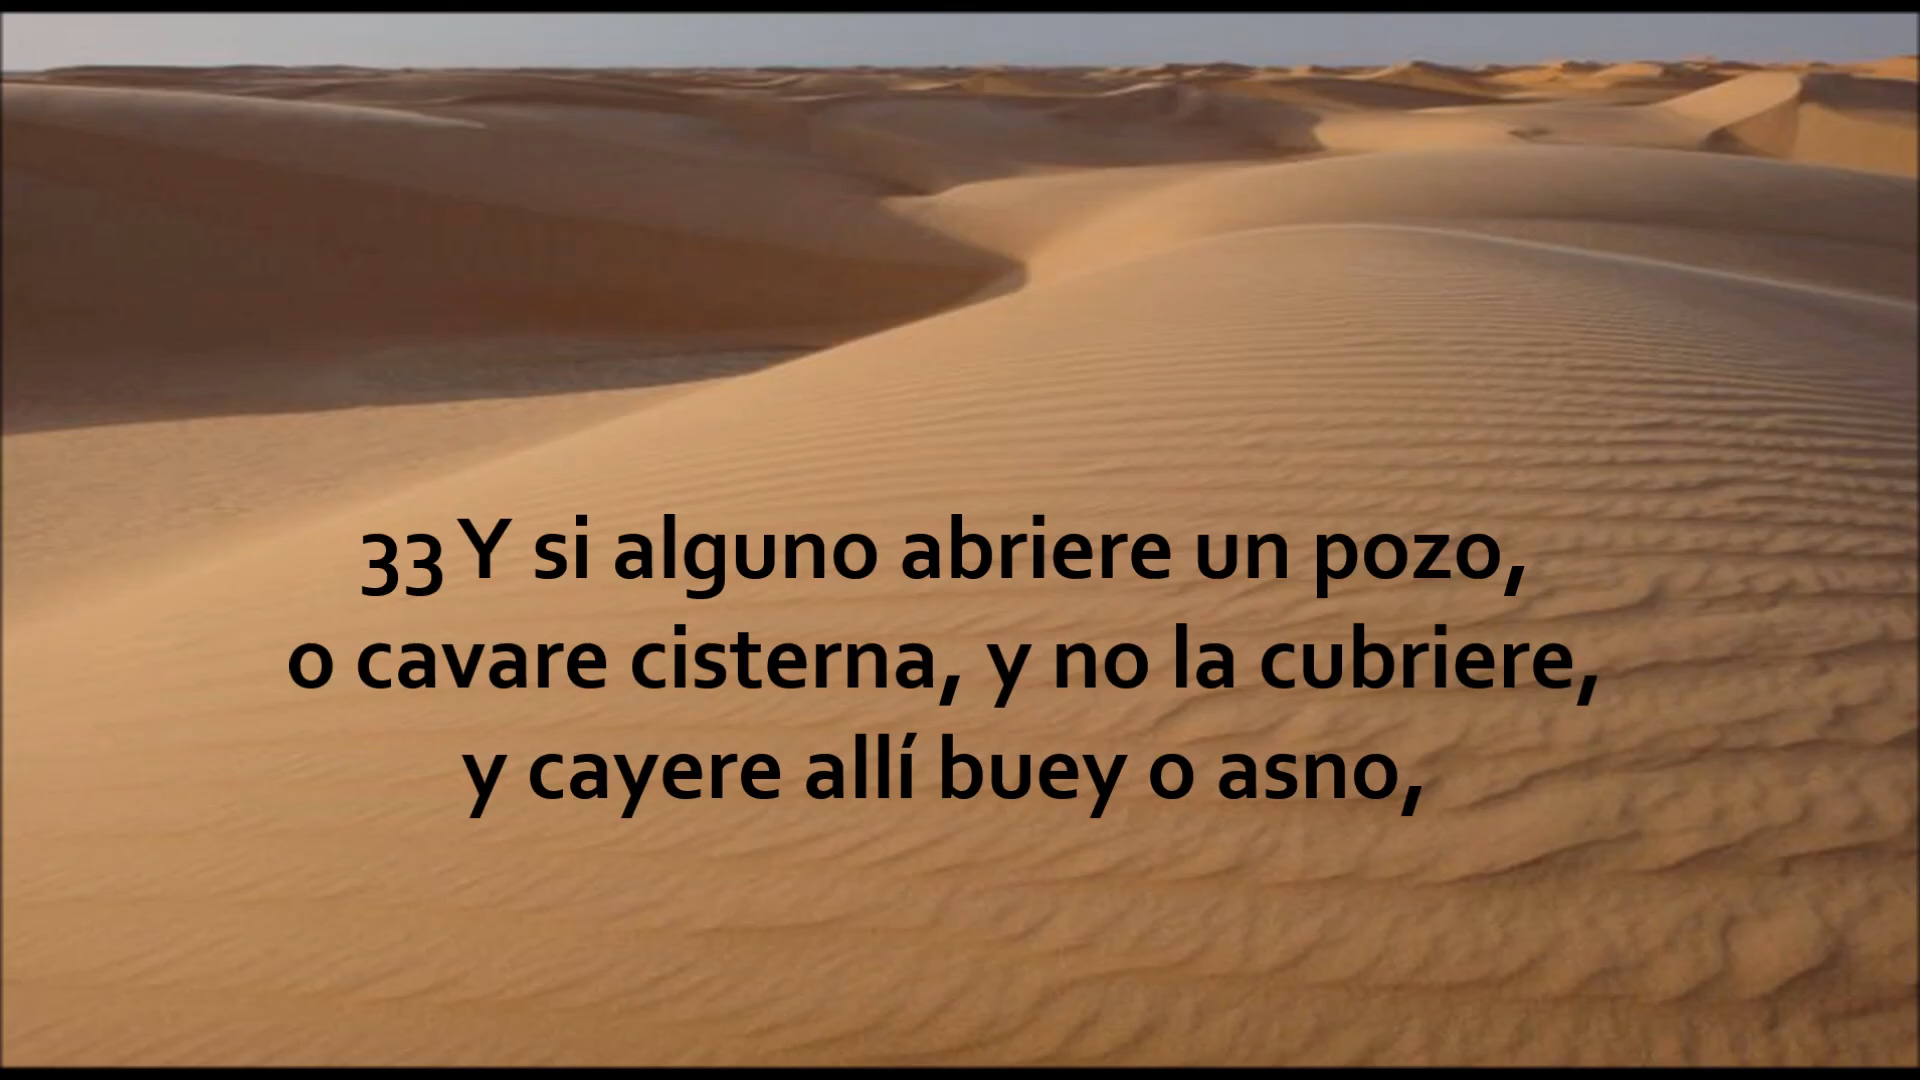 33 Y si alguno abriere un pozo,
o cavare cisterna, y no la cubriere,
y cayere allí buey o asno,